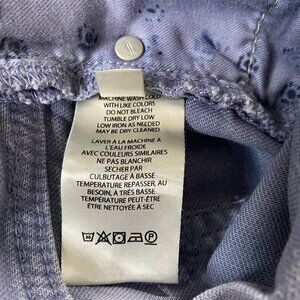 MACHINE WASH COLD
WITH LIKE COLORS
DO NOT BLEACH
TUMBLE DRY LOW
LOW IRON AS NEEDED
MAY BE DRY CLEANED
LAVER À LA MACHINE A
L'EAU FROIDE
AVEC COULEURS SIMILAIRES
NE PAS BLANCHIR
SECHER PAR
CULBUTAGE À BASSE
TEMPERATURE REPASSER, AU
BESOIN, À TRÈS BASSE
TEMPÉRATURE PEUT-ÊTRE
ÊTRE NETTOYÉE À SEC